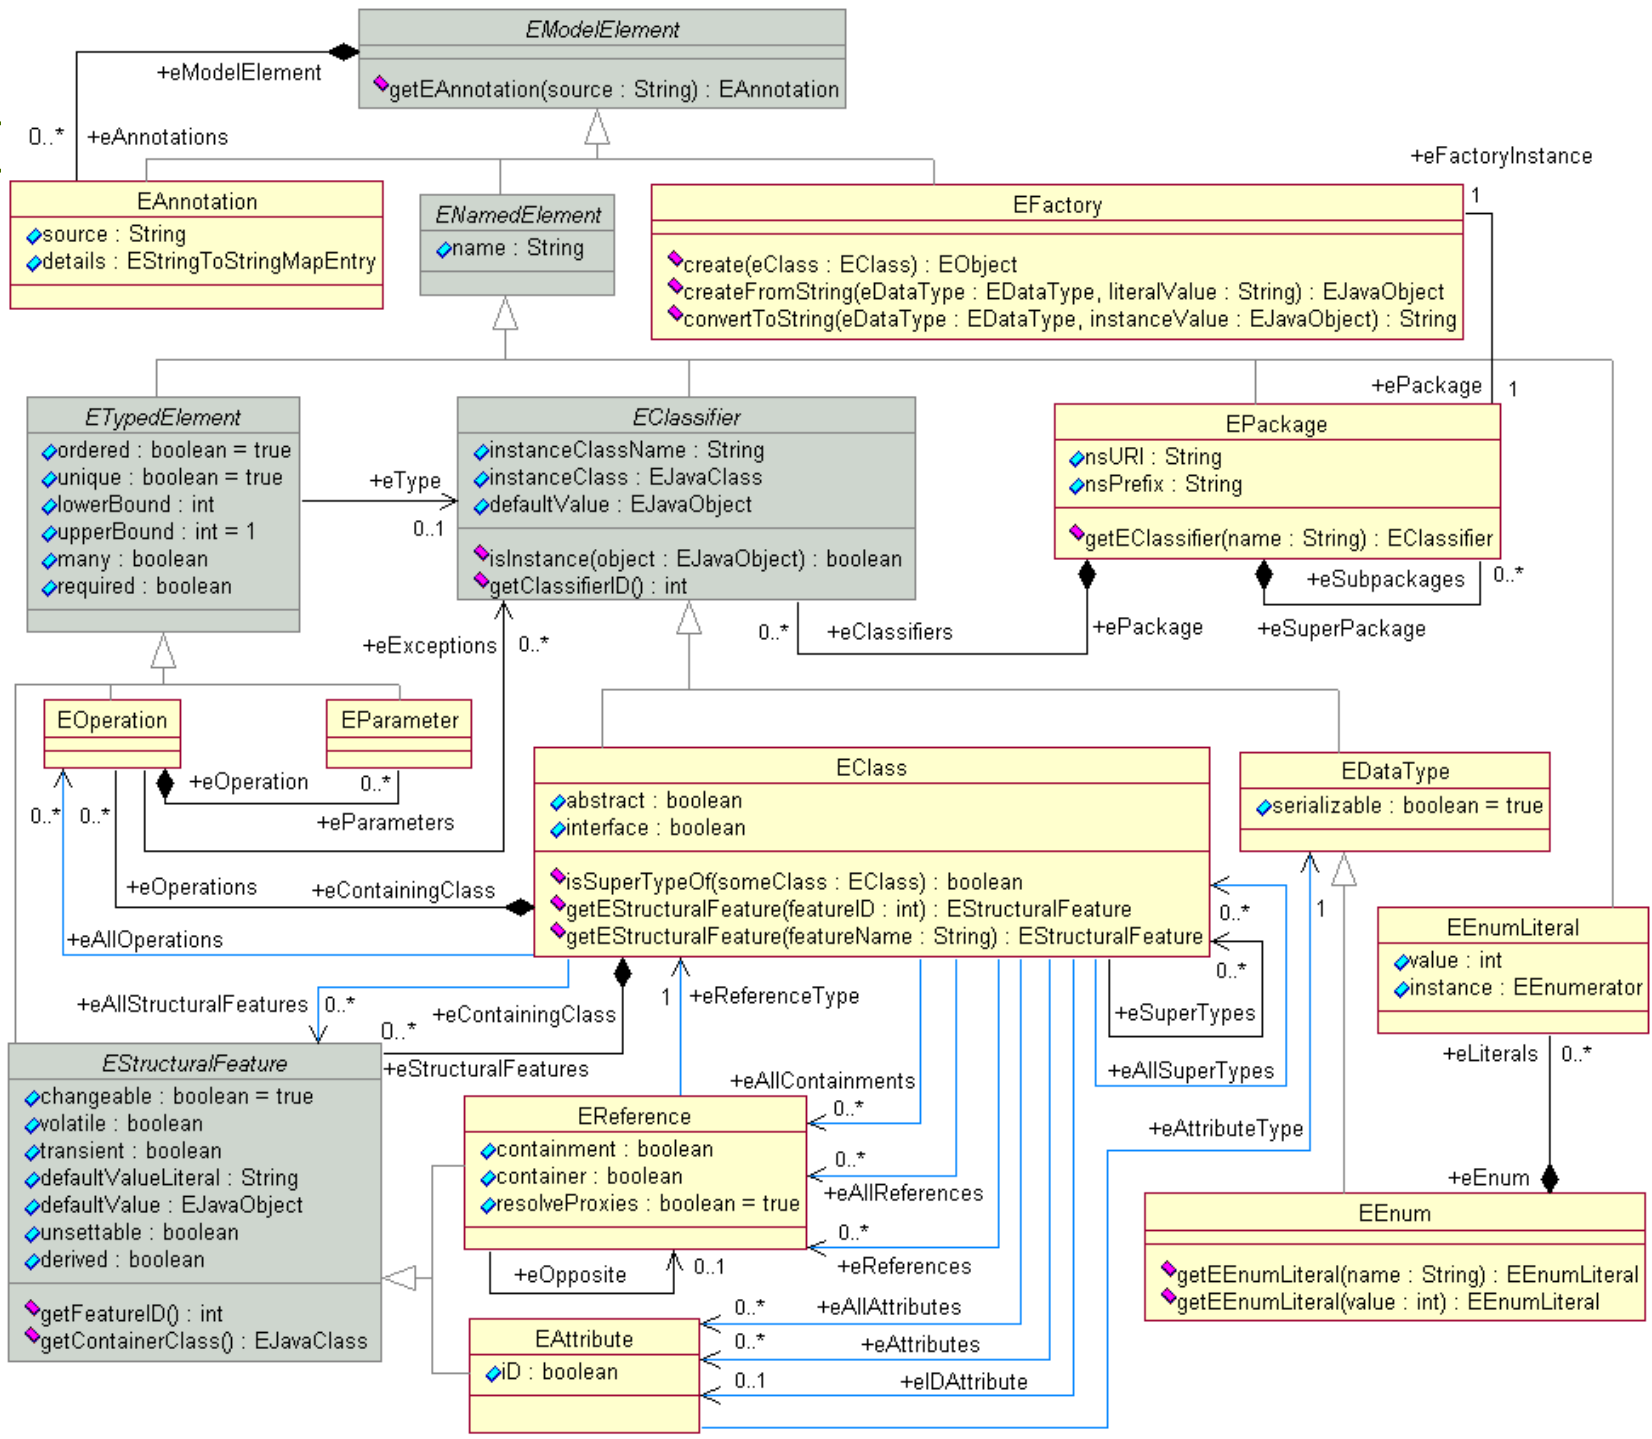 EModelElement
getEAnnotation(source : String) : EAnnotation
+eModelElement
0..*
+eAnnotations
+eFactoryInstance
1
EAnnotation
source : String
details : EStringToStringMapEntry
ENamedElement
name : String
EFactory
create(eClass : EClass) : EObject
createFromString(eDataType : EDataType, literalValue : String) : EJavaObject
convertToString(eDataType : EDataType, instanceValue : EJavaObject) : String
+ePackage
1
ETypedElement
ordered : boolean = true
unique : boolean = true
lowerBound : int
upperBound : int = 1
many : boolean
required : boolean
+eType
0..1
EClassifier
instanceClassName : String
instanceClass : EJavaClass
defaultValue : EJavaObject
isInstance(object : EJavaObject) : boolean
getClassifierID() : int
EPackage
nsURI : String
nsPrefix : String
getEClassifier(name : String) : EClassifier
+eSubpackages
0..*
+eSuperPackage
+ePackage
0..*
+eClassifiers
+eExceptions
0..*
EOperation
EParameter
+eOperation
0..*
+eParameters
0..*
0..*
+eOperations
+eContainingClass
+eAllOperations
EClass
abstract : boolean
interface : boolean
isSuperTypeOf(someClass : EClass) : boolean
getEStructuralFeature(featureID : int) : EStructuralFeature
getEStructuralFeature(featureName : String) : EStructuralFeature
EDataType
serializable : boolean = true
0..*
1
0..*
+eSuperTypes
+eAllSuperTypes
EEnumLiteral
value : int
instance : EEnumerator
+eLiterals
0..*
+eAllStructuralFeatures
0..*
+eContainingClass
0..*
+eStructuralFeatures
1
+eReferenceType
EStructuralFeature
changeable : boolean = true
volatile : boolean
transient : boolean
defaultValueLiteral : String
defaultValue : EJavaObject
unsettable : boolean
derived : boolean
getFeatureID() : int
getContainerClass() : EJavaClass
+eAllContainments
0..*
EReference
containment : boolean
container : boolean
resolveProxies : boolean = true
0..*
+eAllReferences
0..*
+eReferences
+eOpposite
0..1
+eAttributeType
+eEnum
EEnum
getEEnumLiteral(name : String) : EEnumLiteral
getEEnumLiteral(value : int) : EEnumLiteral
0..*
+eAllAttributes
EAttribute
iD : boolean
0..*
+eAttributes
0..1
+eIDAttribute